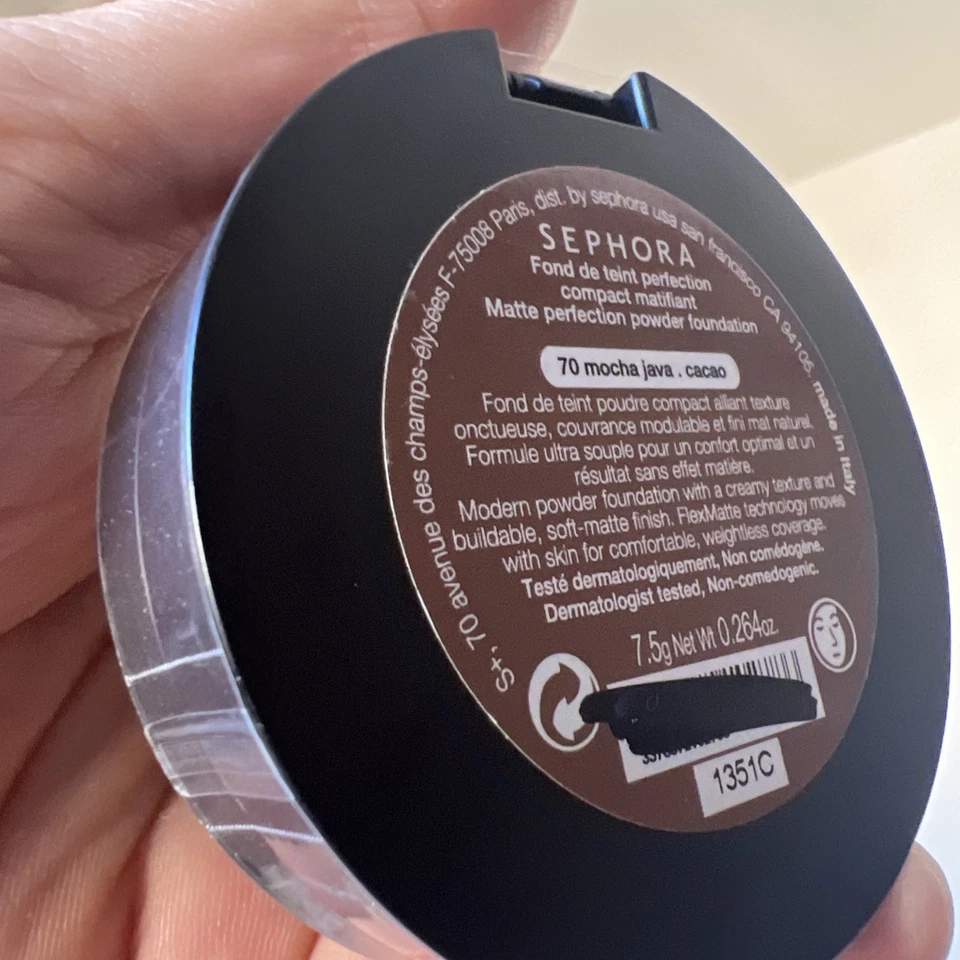 S+, 70 avenue des champs-élysées F-75008 Paris, dist. by sephora usa san francisco CA 94105. made in Italy
SEPHORA
Fond de teint perfection
compact matifiant
Matte perfection powder foundation
70 mocha java . cacao
Fond de teint poudre compact alliant texture
onctueuse, couvrance modulable et fini mat naturel.
Formule ultra souple pour un confort optimal et un
résultat sans effet matière.
Modern powder foundation with a creamy texture and
buildable, soft-matte finish. FlexMatte technology moves
with skin for comfortable, weightless coverage.
Testé dermatologiquement, Non comédogène.
Dermatologist tested, Non-comedogenic.
7.5g Net Wt 0.264oz.
1351C